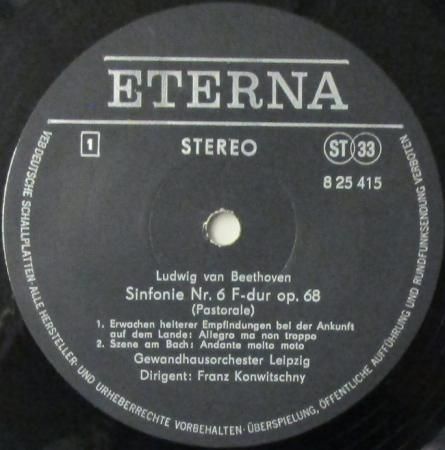 ETERNA
1
STEREO
ST 33
8 25 415
Ludwig van Beethoven
Sinfonie Nr. 6 F-dur op. 68
(Pastorale)
1. Erwachen heiterer Empfindungen bei der Ankunft
auf dem Lande: Allegro ma non troppo
2. Szene am Bach: Andante molto moto
Gewandhausorchester Leipzig
Dirigent: Franz Konwitschny
VEB DEUTSCHE SCHALLPLATTEN · ALLE HERSTELLER- UND URHEBERRECHTE VORBEHALTEN · ÜBERSPIELUNG, ÖFFENTLICHE AUFFÜHRUNG UND RUNDFUNKSENDUNG VERBOTEN